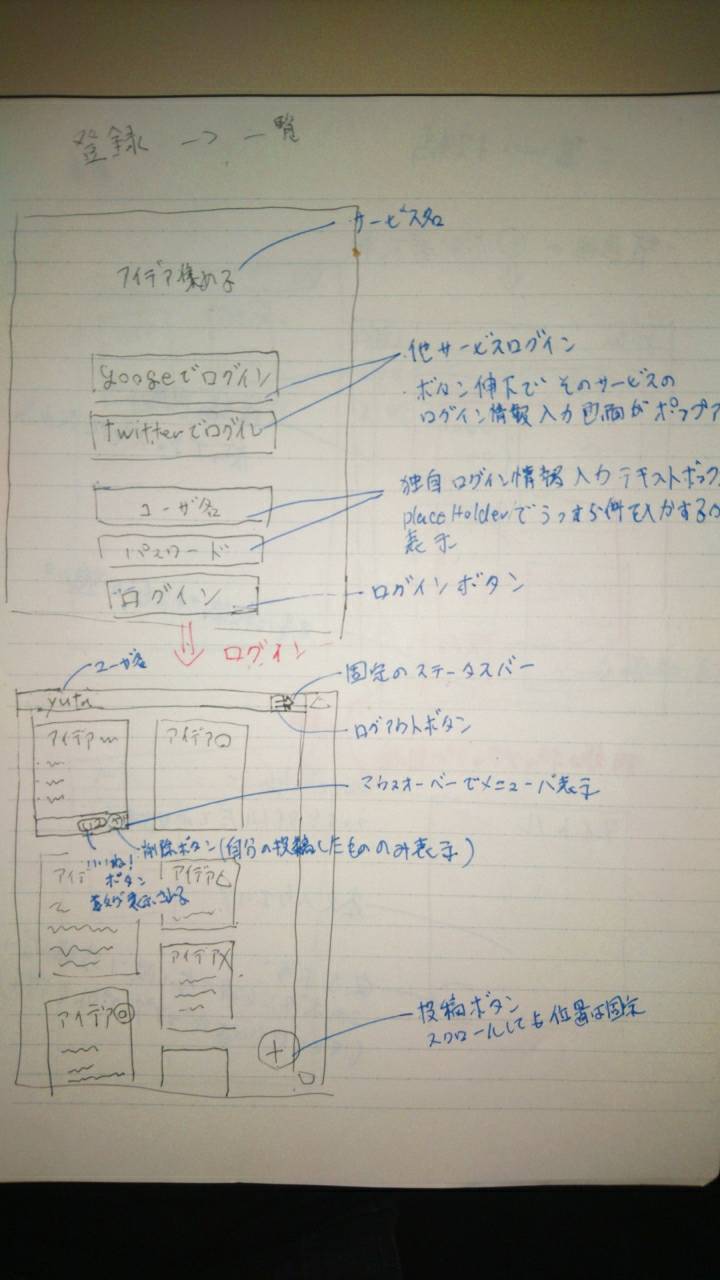 登録 -> 一覧
サービス名
アイデア集め子
googeでログイン
twitterでログイン
他サービスログイン
・ボタン伸下でそのサービスの
ログイン情報入力画面がポップア
ユーザ名
パスワード
ログイン
独自ログイン情報入力テキストボック
placeHolderでうっすら何を入力するか
表示
ログインボタン
ログイン
ユーザ名
yuta
固定のステータスバー
ログアウトボタン
アイデア
アイデア○
マウスオーバーでメニューバ表示
削除ボタン(自分の投稿したもののみ表示)
いいね!
ボタン
表示される
アイデ
アイデア△
アイデアX
アイデア◎
+
投稿ボタン
スクロールしても位置は固定